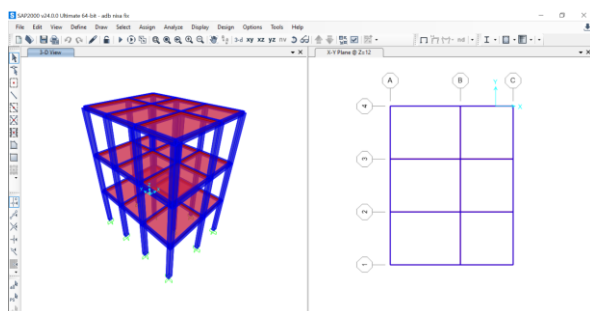 SAP2000 v24.0.0 Ultimate 64-bit - adb nisa fix
File Edit View Define Draw Select Assign Analyze Display Design Options Tools Help
3-d xy xz yz nv
3-D View
X-Y Plane @ Z=12
A B C
Y
X
4
3
2
1